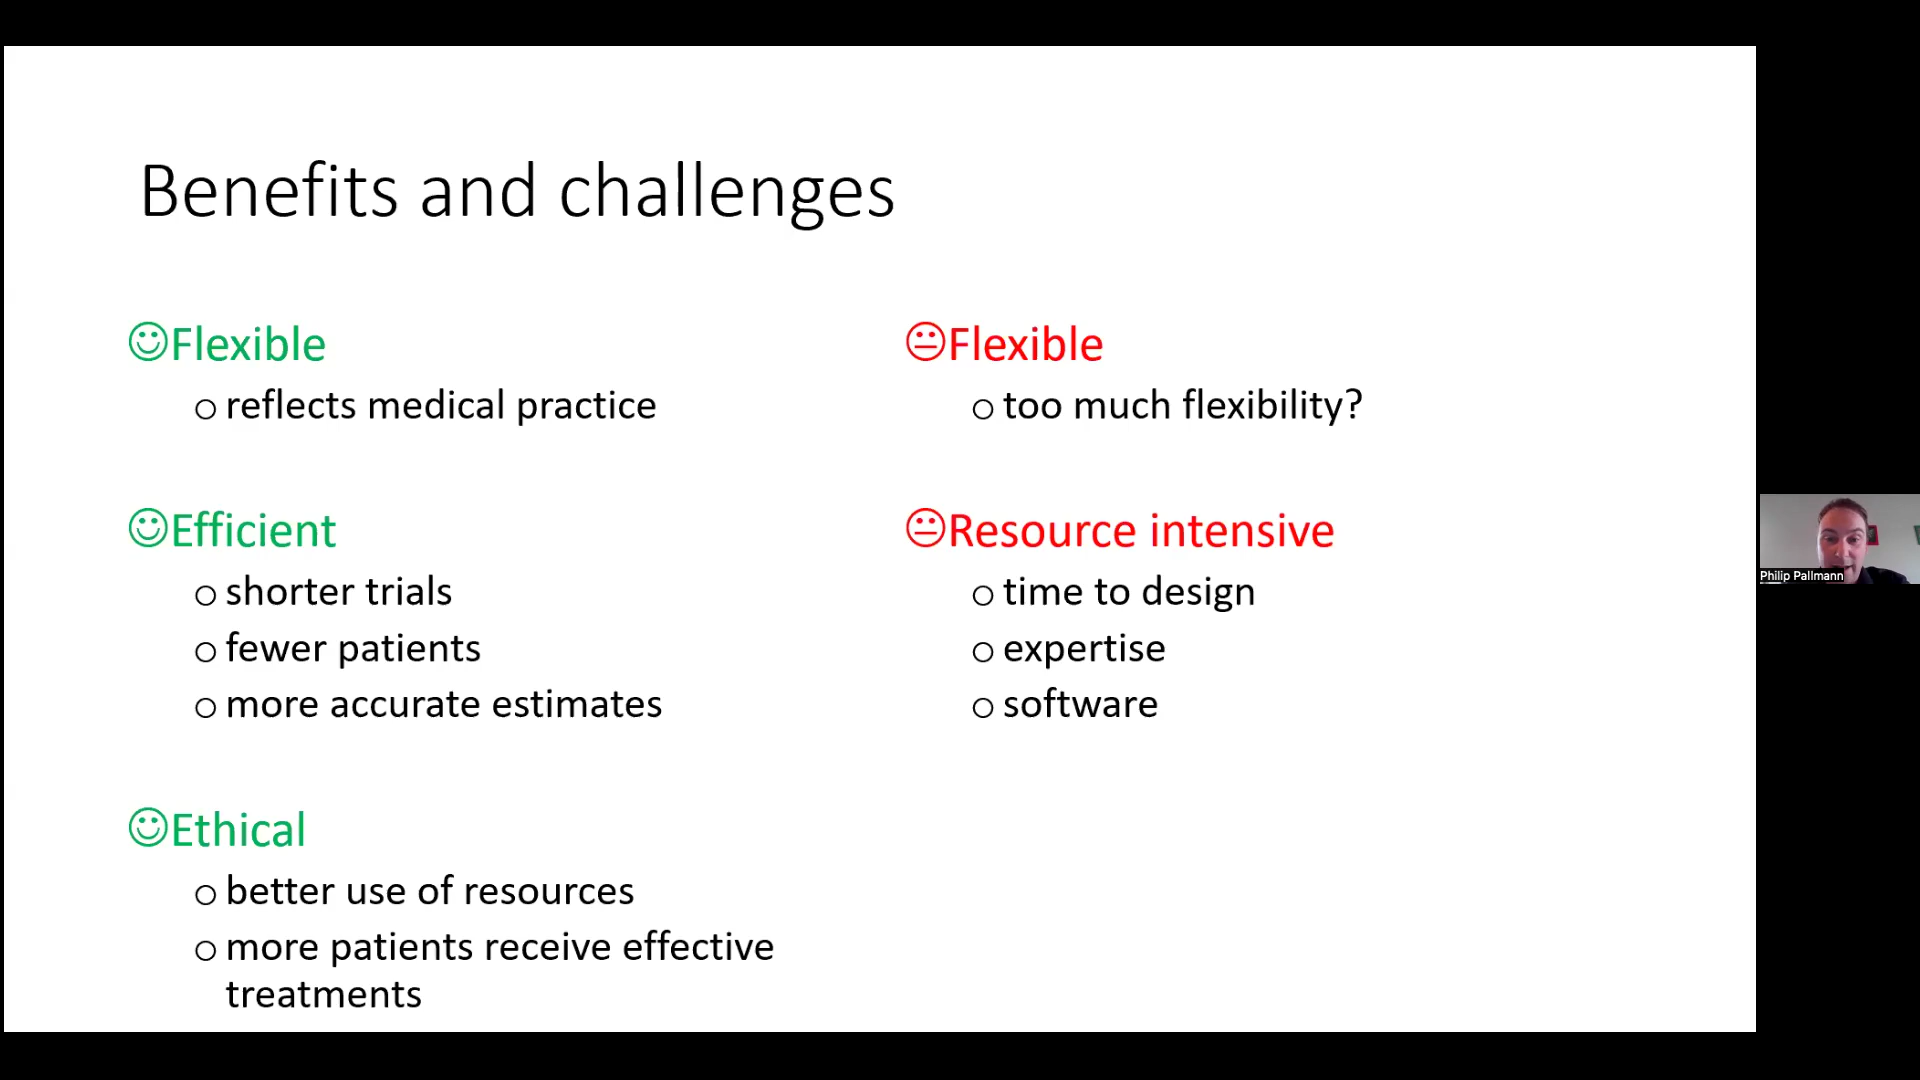 Benefits and challenges
Flexible
reflects medical practice
Efficient
shorter trials
fewer patients
more accurate estimates
Ethical
better use of resources
more patients receive effective
treatments
Flexible
too much flexibility?
Resource intensive
time to design
expertise
software
Philip Pallmann